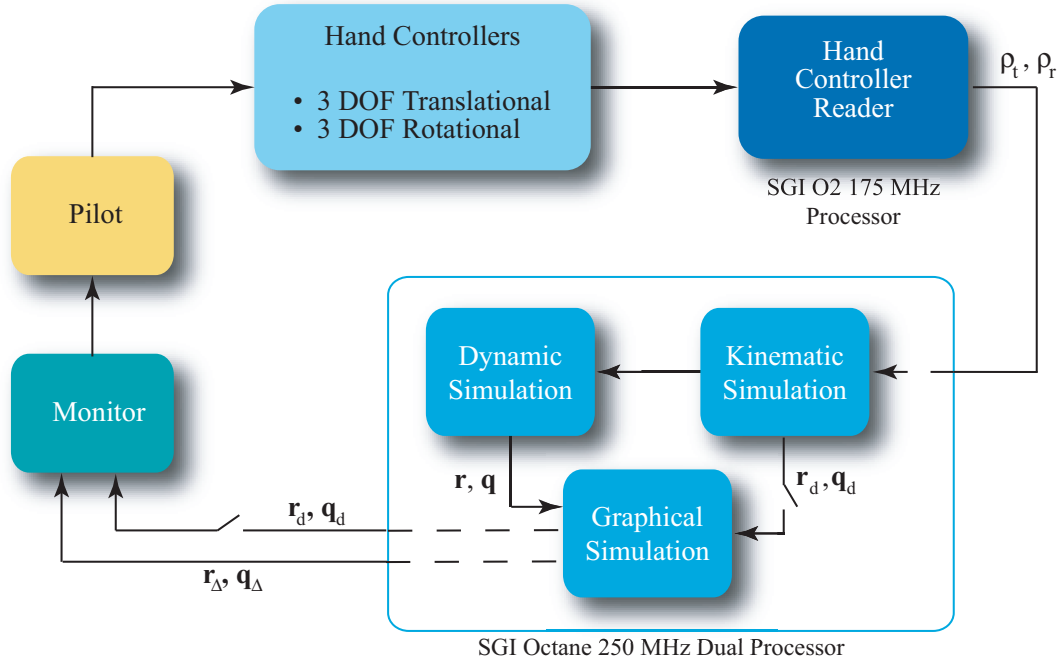 Hand Controllers
• 3 DOF Translational
• 3 DOF Rotational
Hand
Controller
Reader
ρt , ρr
SGI O2 175 MHz
Processor
Pilot
Dynamic
Simulation
Kinematic
Simulation
Monitor
r, q
rd, qd
Graphical
Simulation
rd, qd
rΔ, qΔ
SGI Octane 250 MHz Dual Processor